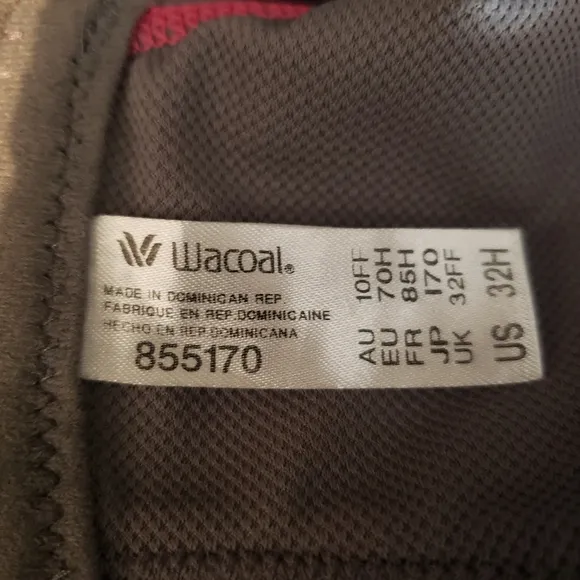 Wacoal®
MADE IN DOMINICAN REP.
FABRIQUE EN REP.DOMINICAINE
HECHO EN REP.DOMINICANA
855170
AU 10FF
EU 70H
FR 85H
JP I70
UK 32FF
US 32H